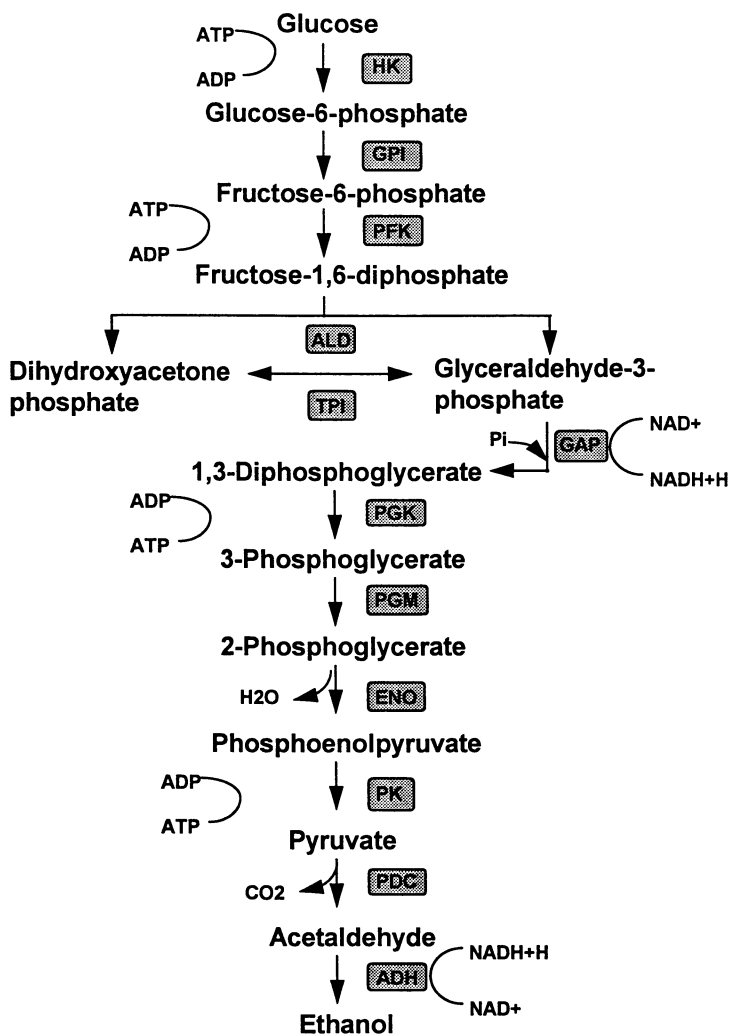 Glucose
ATP
HK
ADP
Glucose-6-phosphate
GPI
Fructose-6-phosphate
ATP
PFK
ADP
Fructose-1,6-diphosphate
ALD
Dihydroxyacetone
phosphate
TPI
Glyceraldehyde-3-
phosphate
Pi
GAP
NAD+
NADH+H
1,3-Diphosphoglycerate
ADP
PGK
ATP
3-Phosphoglycerate
PGM
2-Phosphoglycerate
H2O
ENO
Phosphoenolpyruvate
ADP
PK
ATP
Pyruvate
CO2
PDC
Acetaldehyde
NADH+H
ADH
NAD+
Ethanol